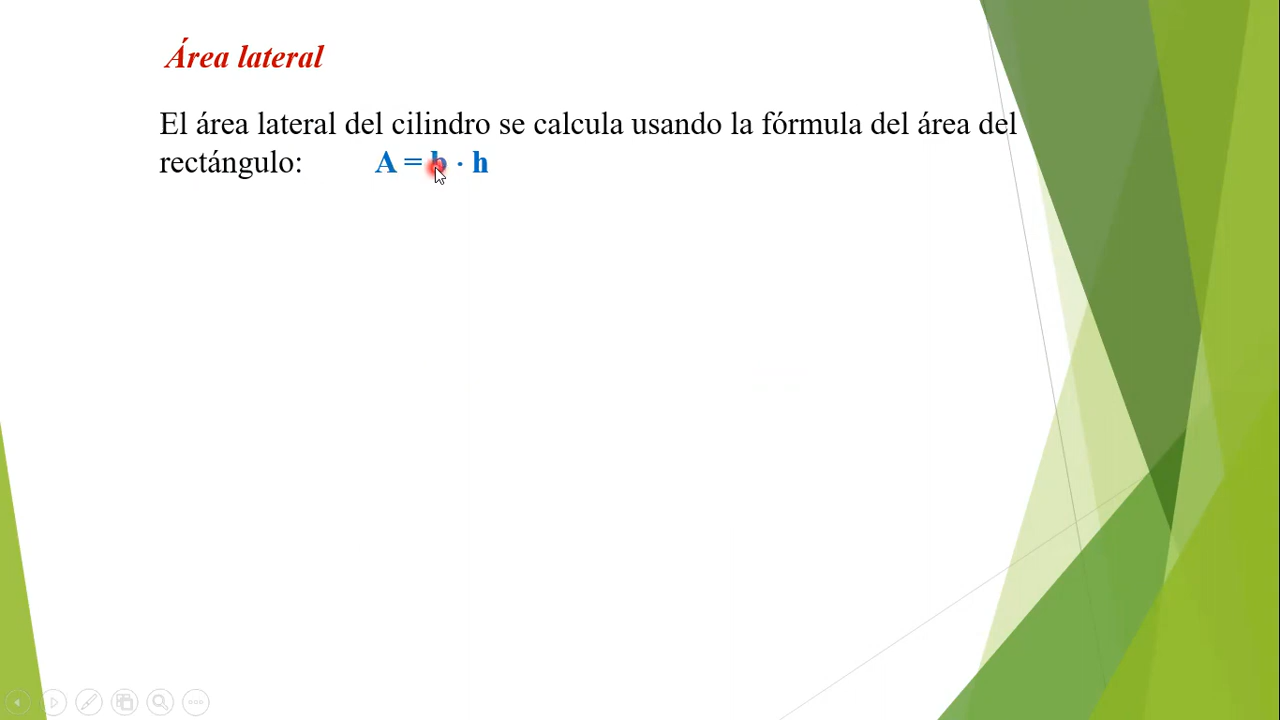 Área lateral
El área lateral del cilindro se calcula usando la fórmula del área del
rectángulo: A = b · h